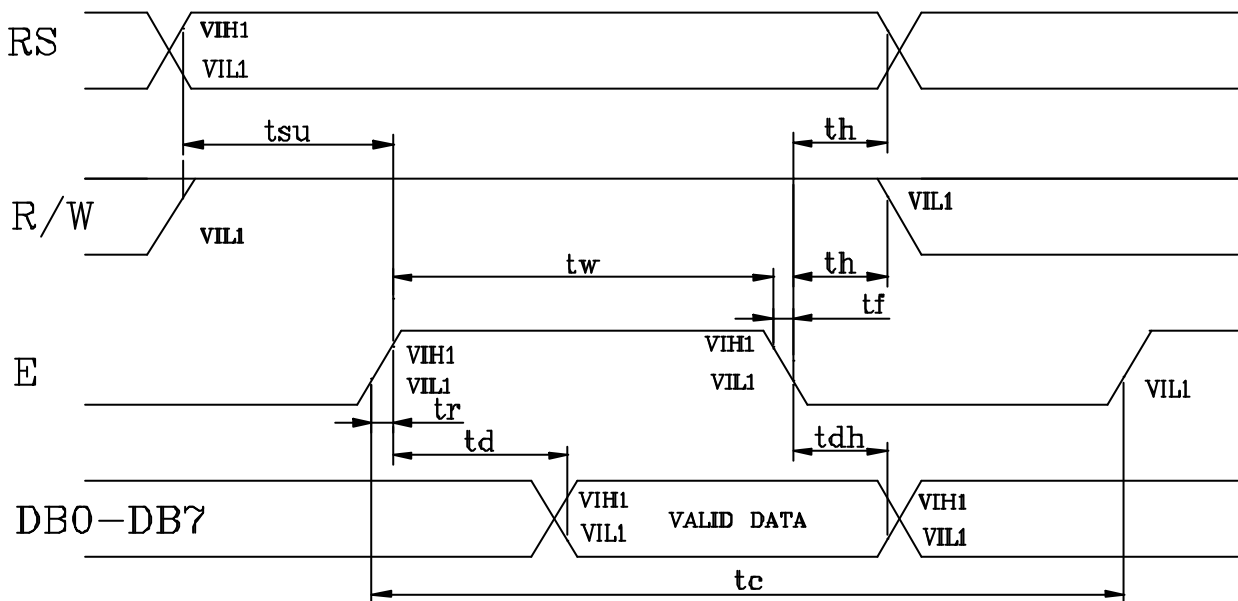 RS
VIH1
VIL1
tsu
th
R/W
VIL1
VIL1
tw
th
tf
E
VIH1
VIL1
VIH1
VIL1
VIL1
tr
td
tdh
DB0-DB7
VIH1
VIL1
VALID DATA
VIH1
VIL1
tc